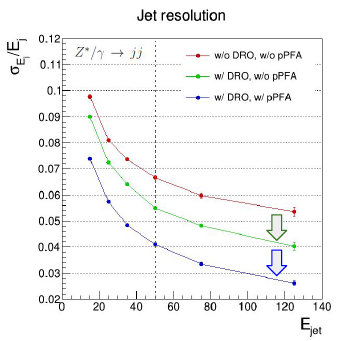 Jet resolution
σ_Ej/E_j
Z*/γ → jj
w/o DRO, w/o pPFA
w/ DRO, w/o pPFA
w/ DRO, w/ pPFA
0.12
0.11
0.1
0.09
0.08
0.07
0.06
0.05
0.04
0.03
0.02
0 20 40 60 80 100 120 140
E_jet